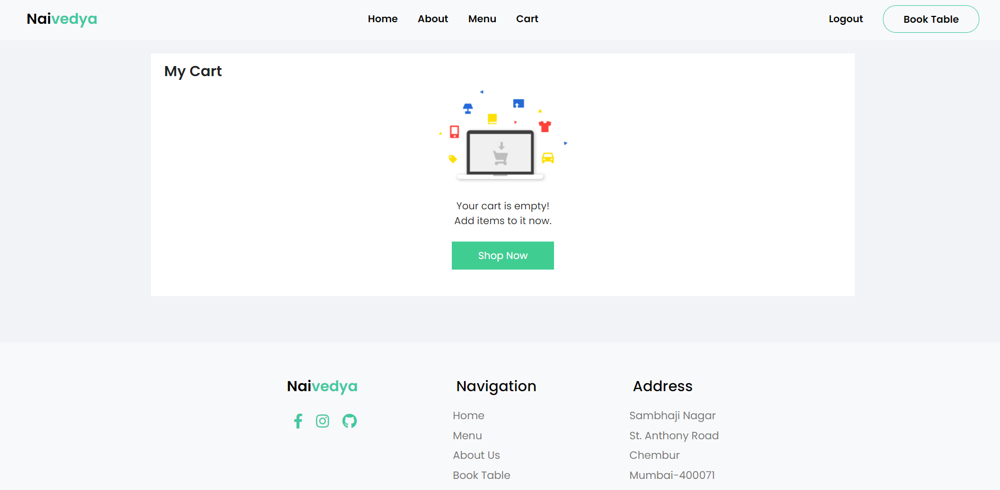 Naivedya
Home About Menu Cart
Logout Book Table
My Cart
Your cart is empty!
Add items to it now.
Shop Now
Naivedya
Navigation
Home
Menu
About Us
Book Table
Address
Sambhaji Nagar
St. Anthony Road
Chembur
Mumbai-400071